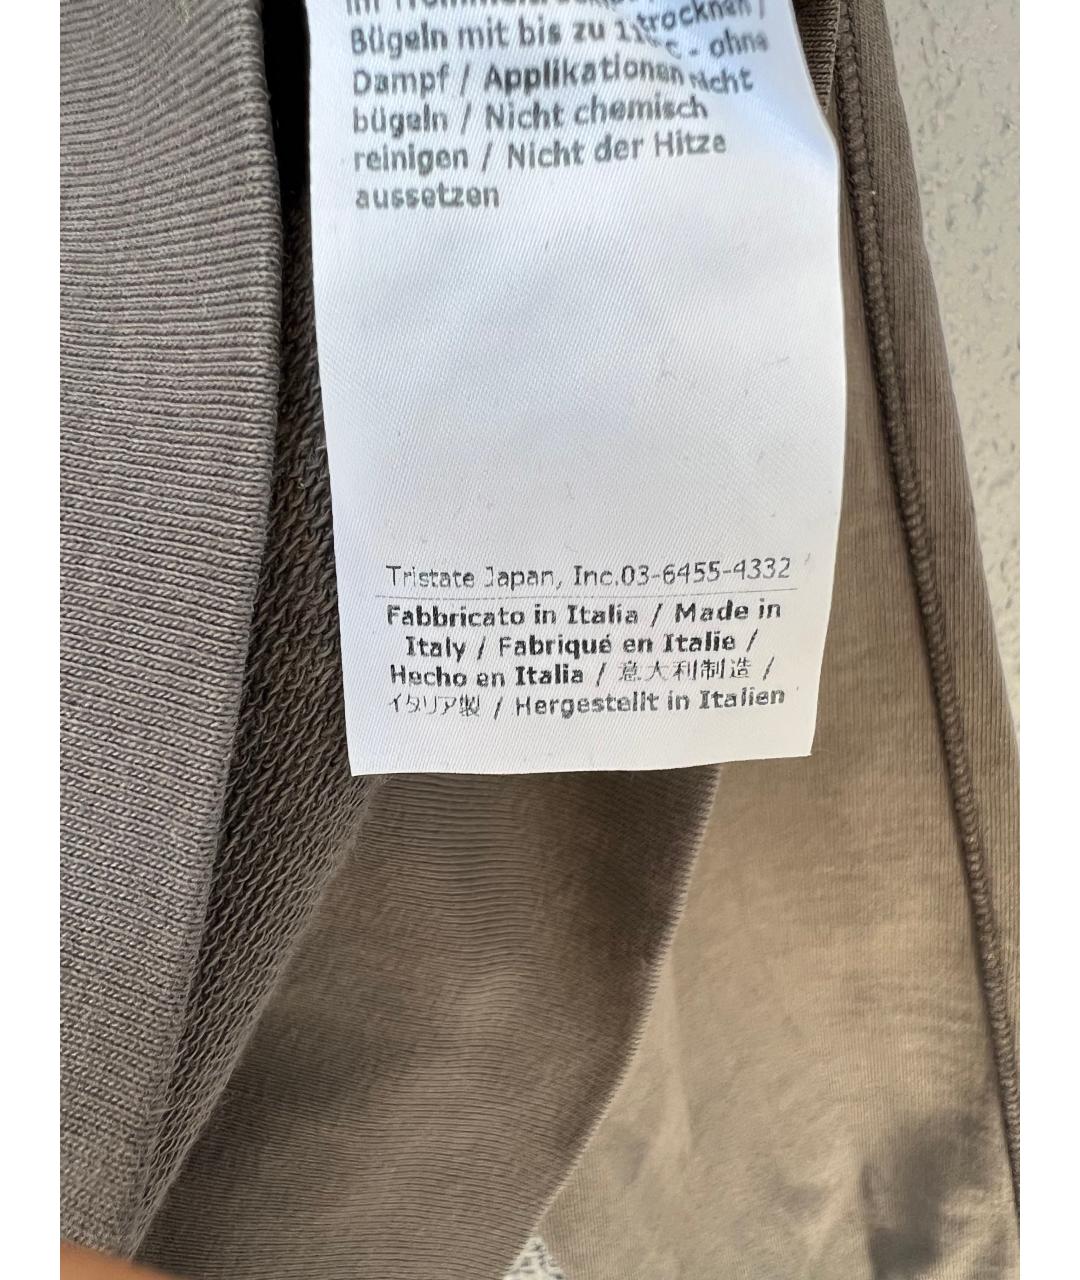 Bügeln mit bis zu
trocknen /
°C - ohne
Dampf / Applikationen nicht
bügeln / Nicht chemisch
reinigen / Nicht der Hitze
aussetzen
Tristate Japan, Inc.03-6455-4332
Fabbricato in Italia / Made in
Italy / Fabriqué en Italie /
Hecho en Italia / 意大利制造 /
イタリア製 / Hergestellt in Italien